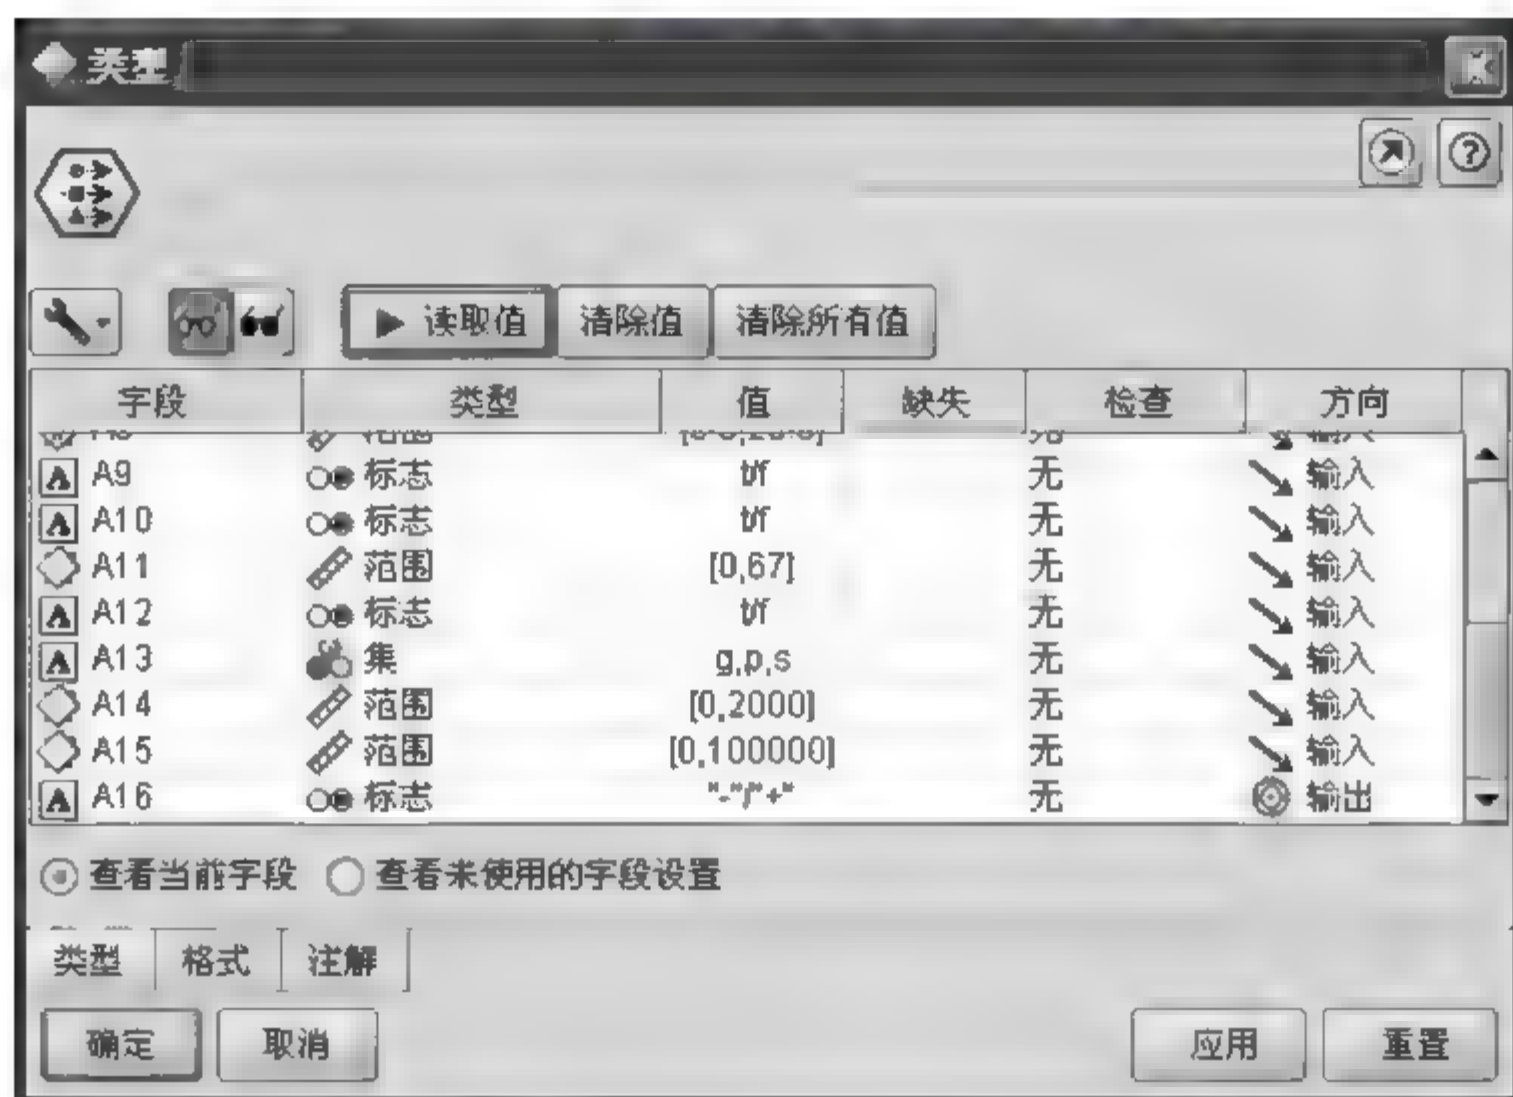 类型
读取值 清除值 清除所有值
字段 类型 值 缺失 检查 方向
A9 标志 t/f 无 输入
A10 标志 t/f 无 输入
A11 范围 [0,67] 无 输入
A12 标志 t/f 无 输入
A13 集 g,p,s 无 输入
A14 范围 [0,2000] 无 输入
A15 范围 [0,100000] 无 输入
A16 标志 "-"/"+" 无 输出
查看当前字段 查看未使用的字段设置
类型 格式 注解
确定 取消 应用 重置